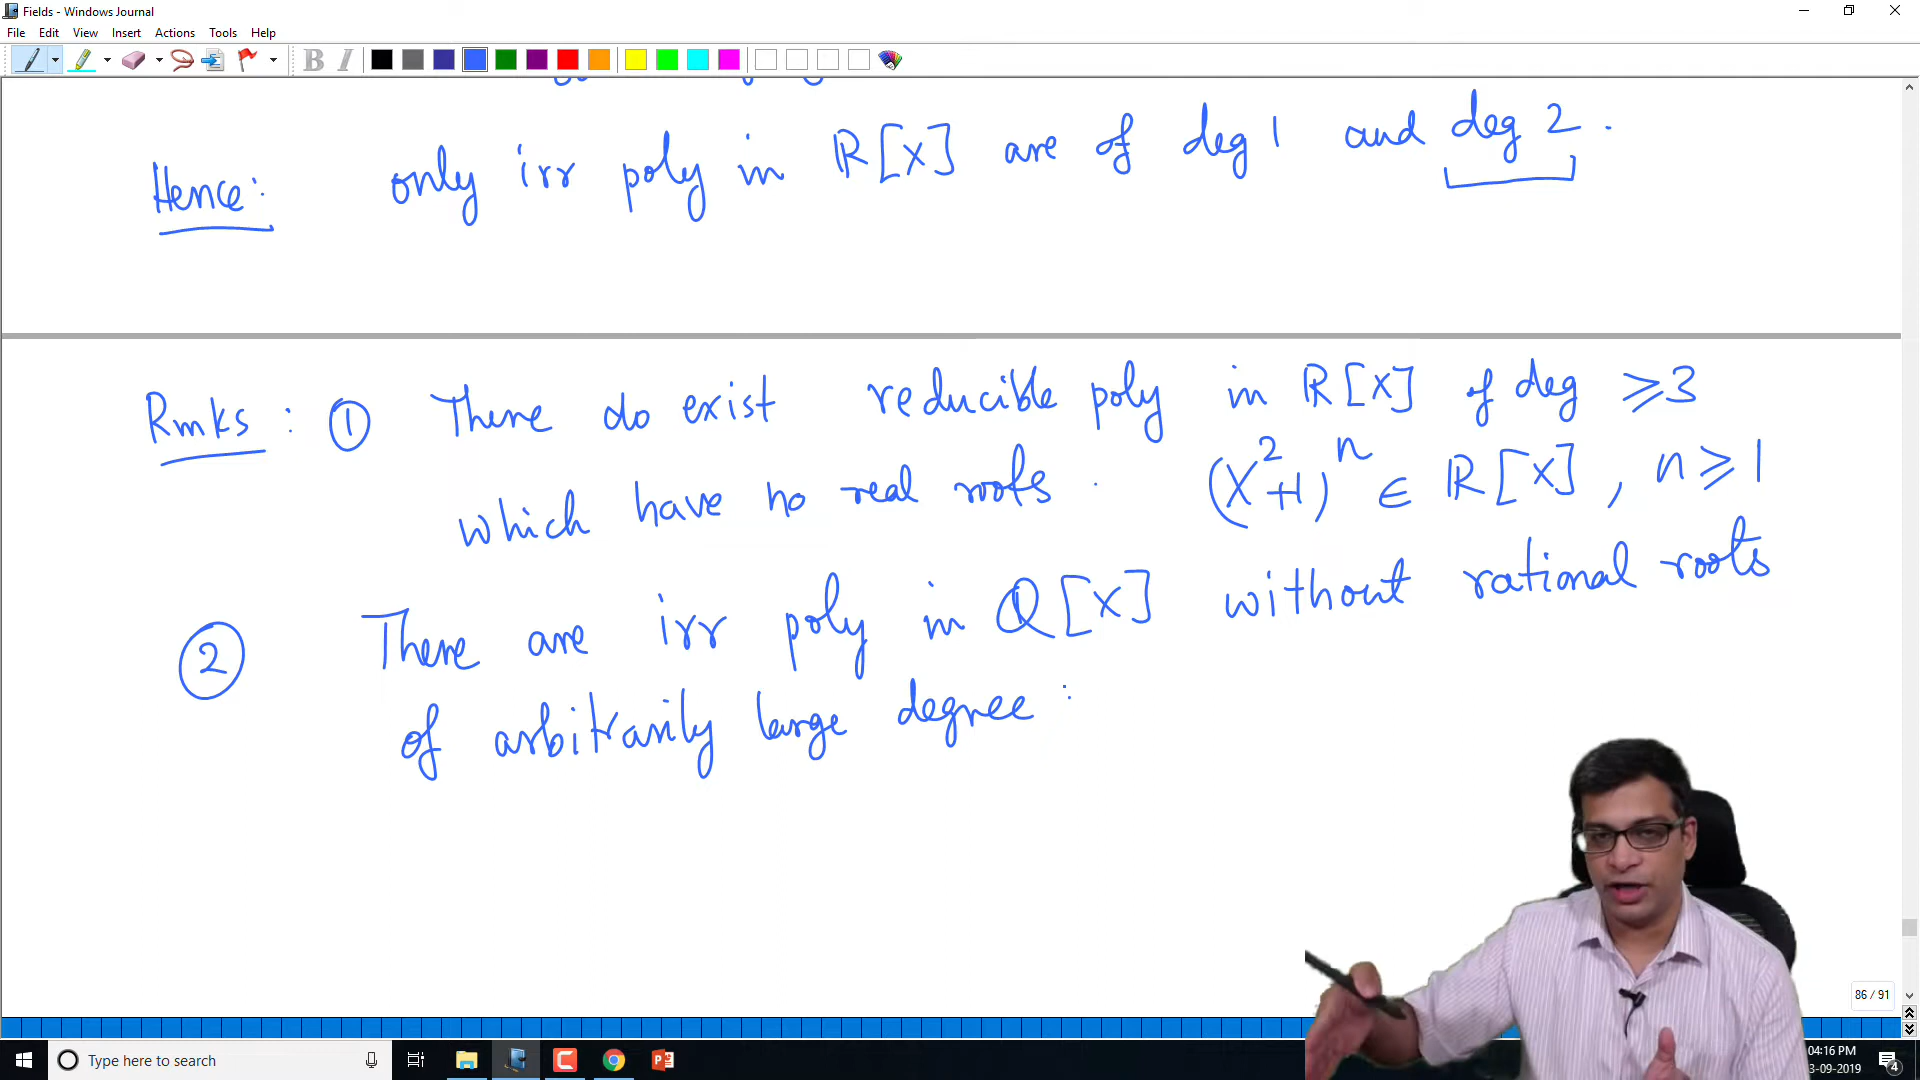 Fields - Windows Journal
File Edit View Insert Actions Tools Help
B I
Hence: only irr poly in ℝ[X] are of deg 1 and deg 2.
Rmks: ① There do exist reducible poly in ℝ[X] of deg ≥3
which have no real roots. (X²+1)ⁿ ∈ ℝ[X], n ≥ 1
② There are irr poly in ℚ[X] without rational roots
of arbitrarily large degree:
86 / 91
Type here to search
04:16 PM
3-09-2019
4